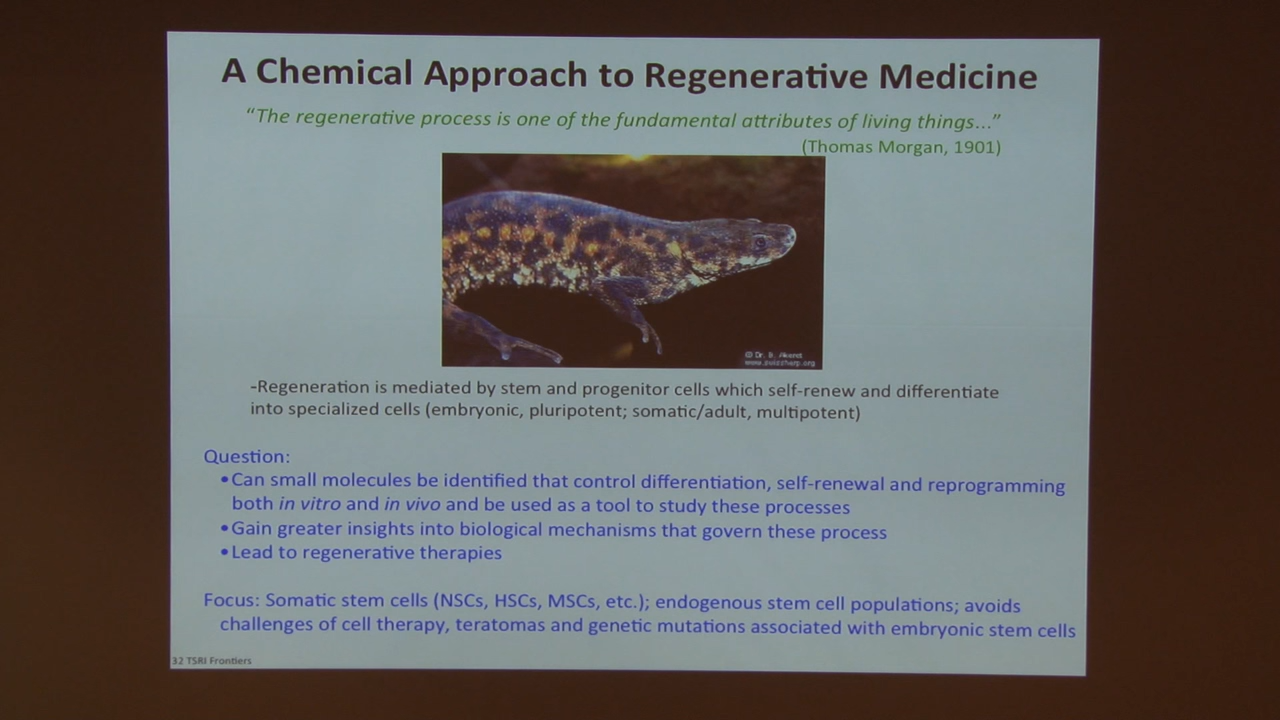 A Chemical Approach to Regenerative Medicine
“The regenerative process is one of the fundamental attributes of living things...”
(Thomas Morgan, 1901)
© Dr. B. Akeret
www.swissherp.org
-Regeneration is mediated by stem and progenitor cells which self-renew and differentiate
into specialized cells (embryonic, pluripotent; somatic/adult, multipotent)
Question:
•Can small molecules be identified that control differentiation, self-renewal and reprogramming
both in vitro and in vivo and be used as a tool to study these processes
•Gain greater insights into biological mechanisms that govern these process
•Lead to regenerative therapies
Focus: Somatic stem cells (NSCs, HSCs, MSCs, etc.); endogenous stem cell populations; avoids
challenges of cell therapy, teratomas and genetic mutations associated with embryonic stem cells
32 TSRI Frontiers